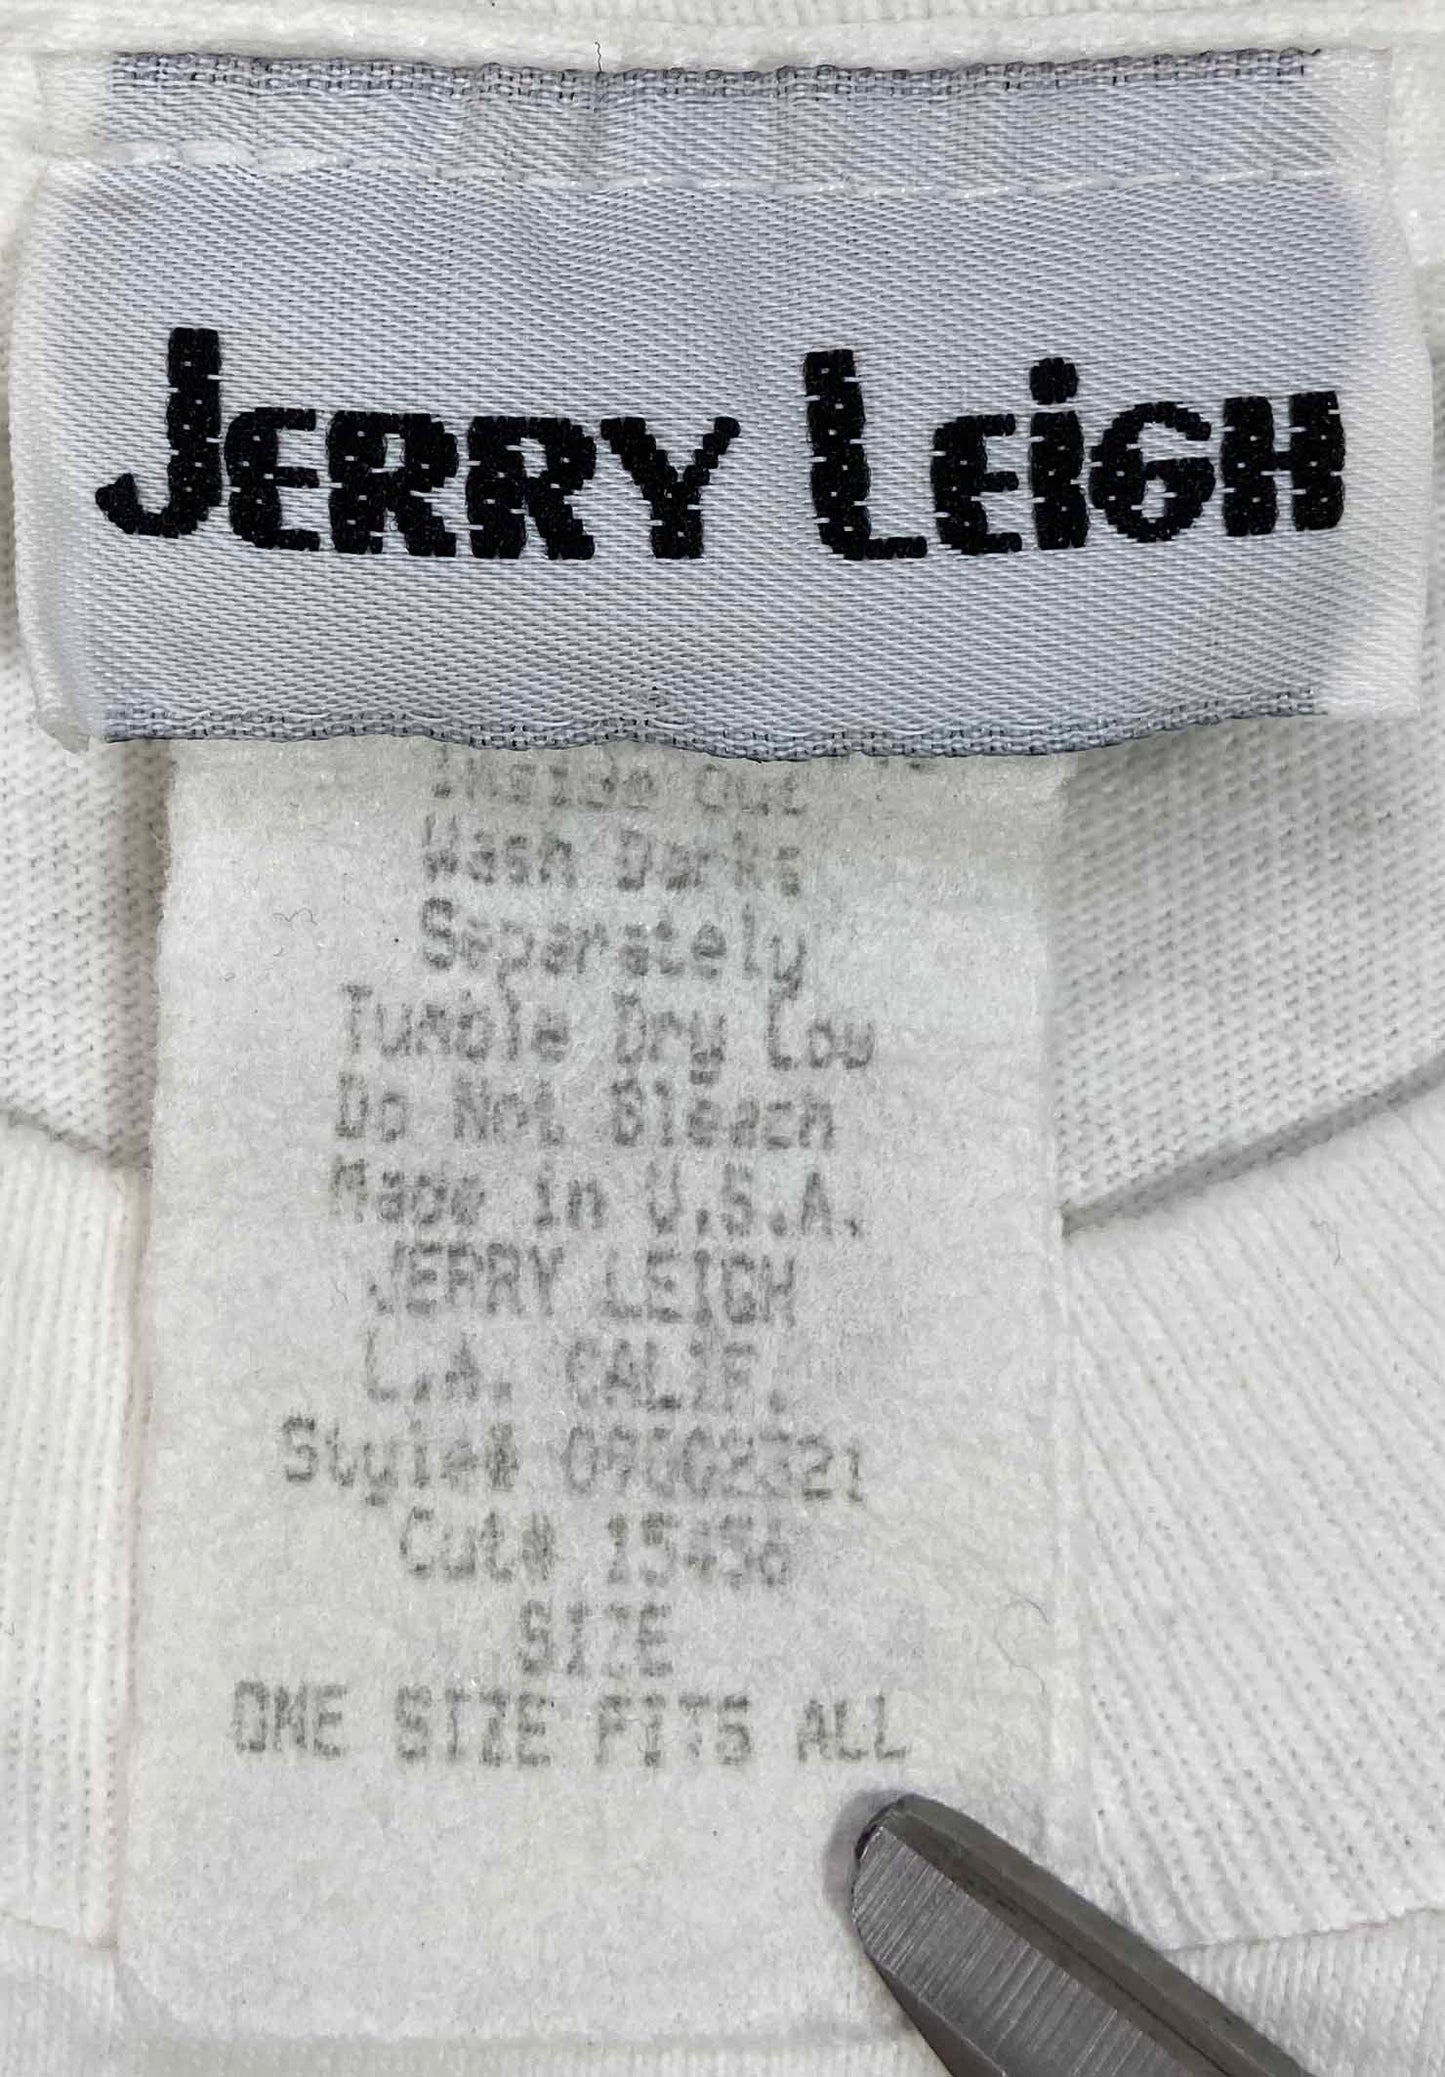 JERRY LEiGH
Inside Out
Wash Darks
Separately
Tumble Dry Low
Do Not Bleach
Made in U.S.A.
JERRY LEIGH
L.A. CALIF.
Style# 09602321
Cut# 15456
SIZE
ONE SIZE FITS ALL